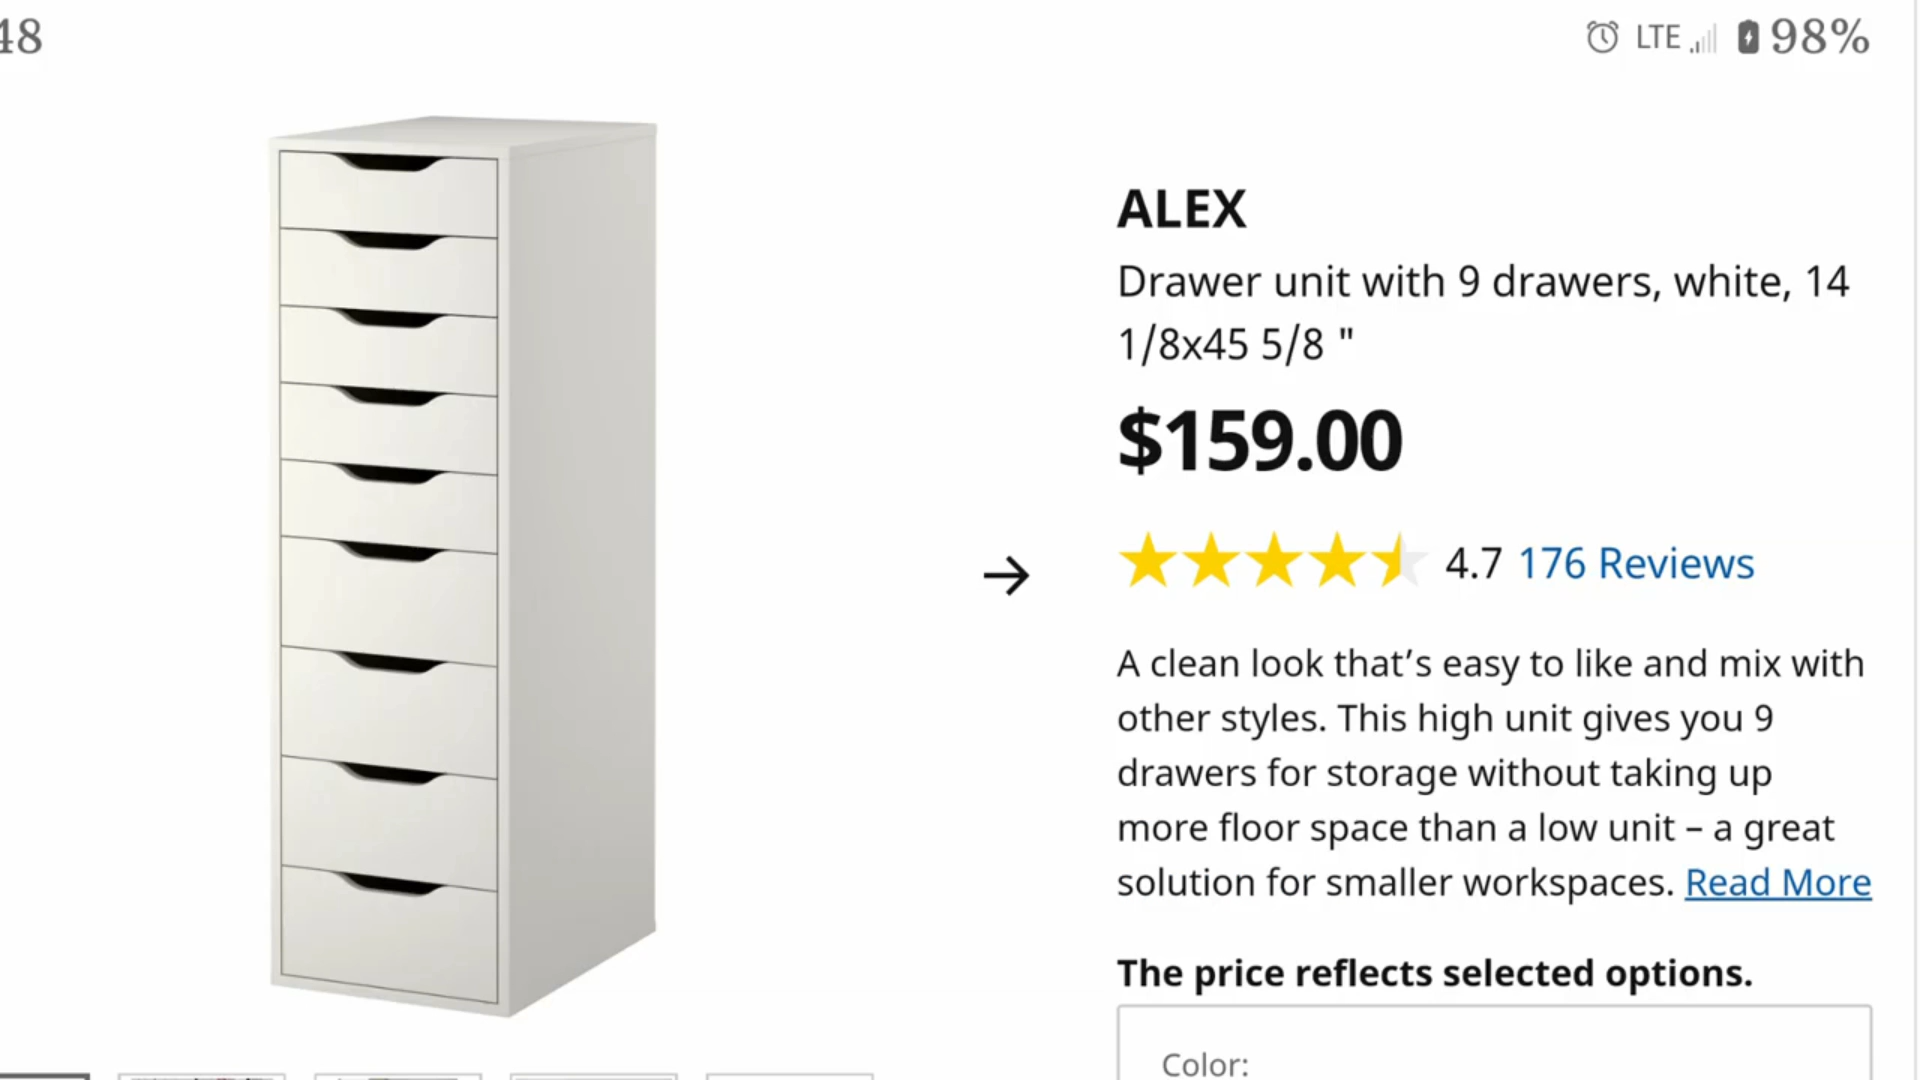 48
LTE 98%
ALEX
Drawer unit with 9 drawers, white, 14
1/8x45 5/8 "
$159.00
4.7 176 Reviews
A clean look that’s easy to like and mix with
other styles. This high unit gives you 9
drawers for storage without taking up
more floor space than a low unit – a great
solution for smaller workspaces. Read More
The price reflects selected options.
Color: